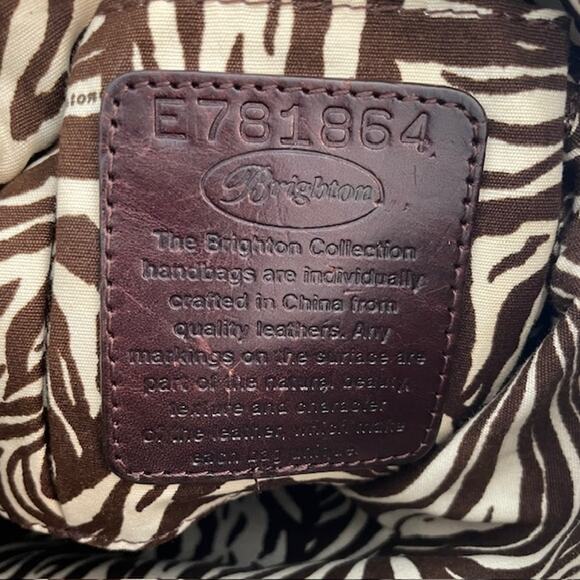 E781864
Brighton
The Brighton Collection
handbags are individually
crafted in China from
quality leathers. Any
markings on the surface are
part of the natural beauty,
texture and character
of the leather, which make
each bag unique.